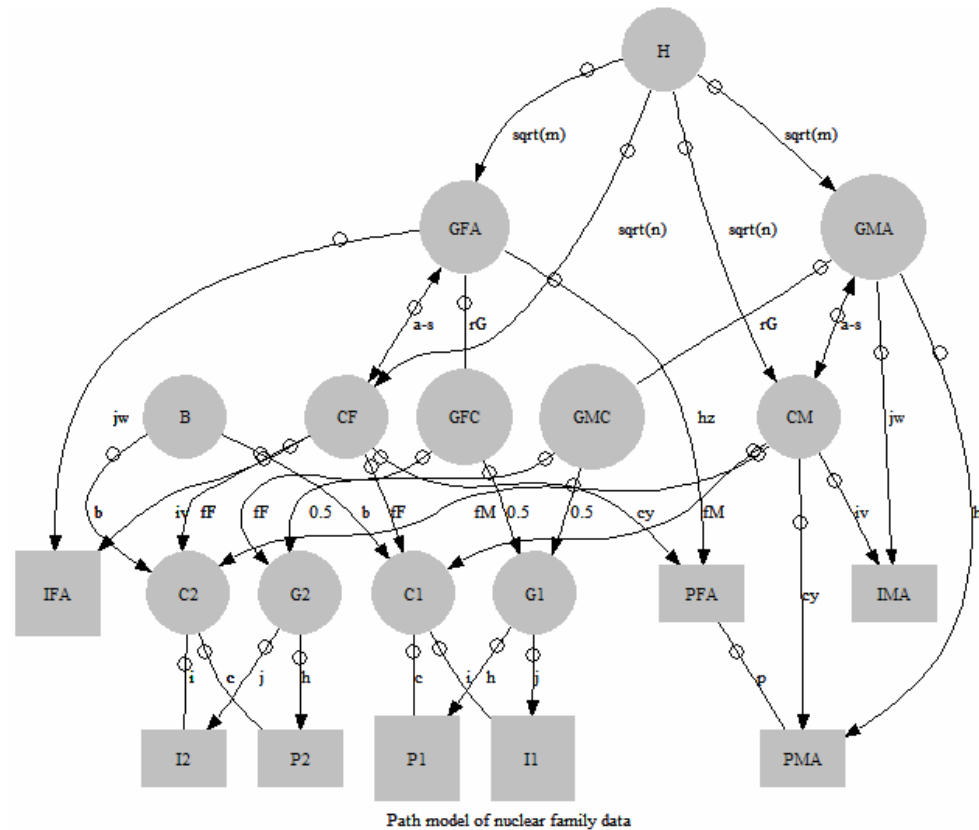 H
sqrt(m)
sqrt(m)
GFA
sqrt(n)
sqrt(n)
GMA
a-s
rG
rG
a-s
jw
B
CF
GFC
GMC
hz
CM
jw
b
iv
fF
fF
0.5
b
fF
fM
0.5
0.5
cy
fM
iv
h
IFA
C2
G2
C1
G1
PFA
IMA
cy
i
c
j
h
c
i
h
j
p
I2
P2
P1
I1
PMA
Path model of nuclear family data